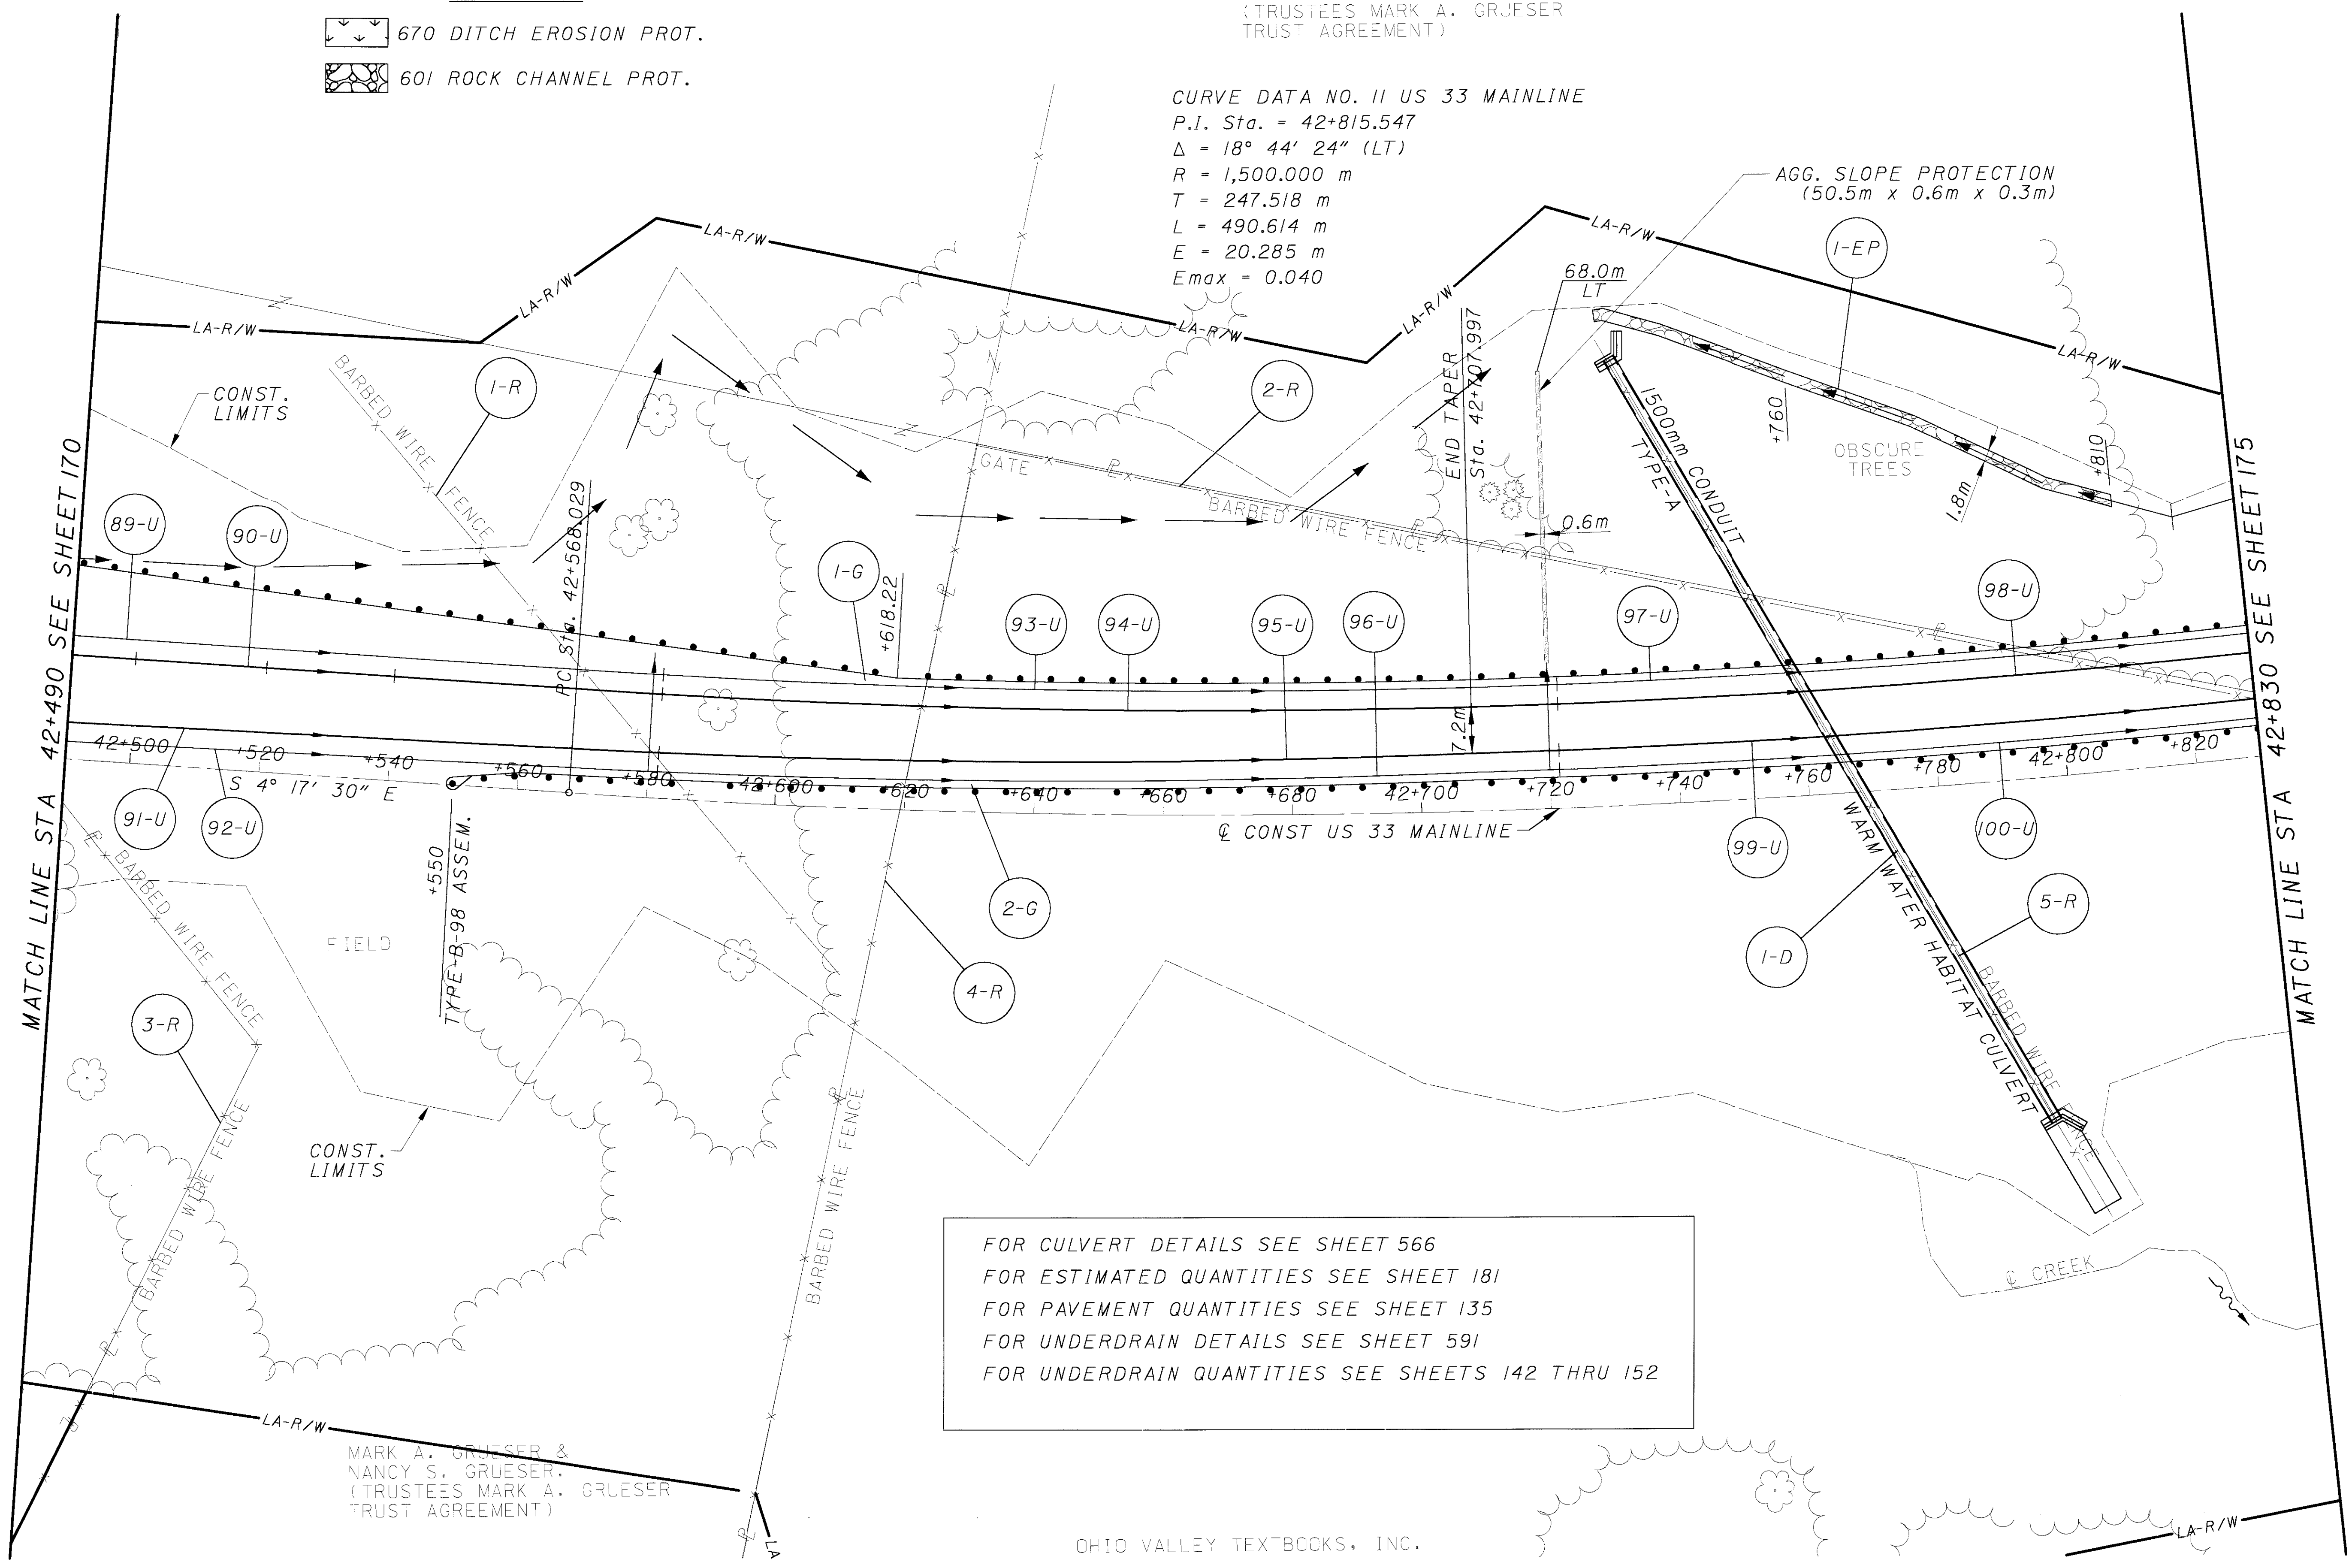 670 DITCH EROSION PROT.
601 ROCK CHANNEL PROT.
(TRUSTEES MARK A. GRUESER
TRUST AGREEMENT)
CURVE DATA NO. 11 US 33 MAINLINE
P.I. Sta. = 42+815.547
Δ = 18° 44' 24" (LT)
R = 1,500.000 m
T = 247.518 m
L = 490.614 m
E = 20.285 m
Emax = 0.040
AGG. SLOPE PROTECTION
(50.5m x 0.6m x 0.3m)
1-EP
LA-R/W
LA-R/W
LA-R/W
LA-R/W
LA-R/W
LA-R/W
LA-R/W
68.0m
LT
CONST.
LIMITS
BARBED WIRE FENCE
1-R
2-R
END TAPER
Sta. 42+707.997
1500mm CONDUIT
TYPE-A
+760
OBSCURE
TREES
+810
1.8m
GATE
PL
BARBED WIRE FENCE
PL
0.6m
MATCH LINE STA 42+490 SEE SHEET 170
MATCH LINE STA 42+830 SEE SHEET 175
89-U
90-U
PC Sta. 42+568.029
1-G
+618.22
PL
93-U
94-U
95-U
96-U
97-U
98-U
PL
7.2m
42+500
+520
+540
+560
+580
42+600
+620
+640
+660
+680
42+700
+720
+740
+760
+780
42+800
+820
S 4° 17' 30" E
91-U
92-U
CL CONST US 33 MAINLINE
99-U
100-U
+550
TYPE-B-98 ASSEM.
PL
BARBED WIRE FENCE
FIELD
2-G
4-R
1-D
5-R
WARM WATER HABITAT CULVERT
BARBED WIRE FENCE
3-R
BARBED WIRE FENCE
CONST.
LIMITS
PL
BARBED WIRE FENCE
PL
FOR CULVERT DETAILS SEE SHEET 566
FOR ESTIMATED QUANTITIES SEE SHEET 181
FOR PAVEMENT QUANTITIES SEE SHEET 135
FOR UNDERDRAIN DETAILS SEE SHEET 591
FOR UNDERDRAIN QUANTITIES SEE SHEETS 142 THRU 152
CL CREEK
LA-R/W
MARK A. GRUESER &
NANCY S. GRUESER.
(TRUSTEES MARK A. GRUESER
TRUST AGREEMENT)
PL
LA
OHIO VALLEY TEXTBOOKS, INC.
LA-R/W